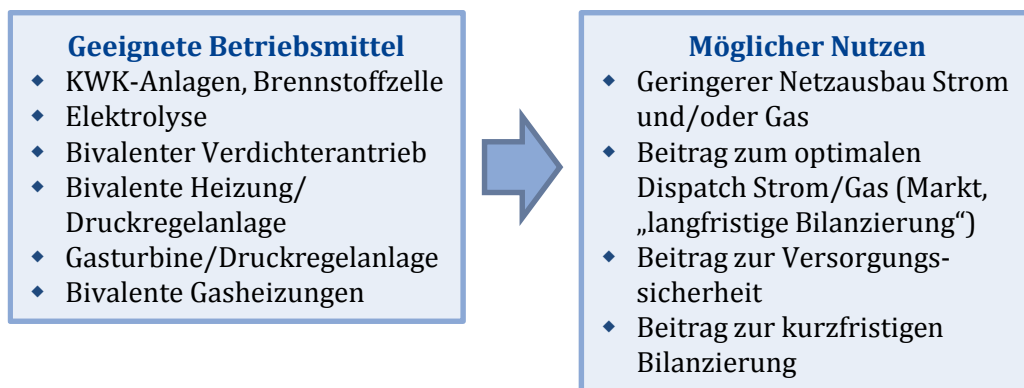 Geeignete Betriebsmittel
◆ KWK-Anlagen, Brennstoffzelle
◆ Elektrolyse
◆ Bivalenter Verdichterantrieb
◆ Bivalente Heizung/
Druckregelanlage
◆ Gasturbine/Druckregelanlage
◆ Bivalente Gasheizungen
Möglicher Nutzen
◆ Geringerer Netzausbau Strom
und/oder Gas
◆ Beitrag zum optimalen
Dispatch Strom/Gas (Markt,
„langfristige Bilanzierung“)
◆ Beitrag zur Versorgungs-
sicherheit
◆ Beitrag zur kurzfristigen
Bilanzierung